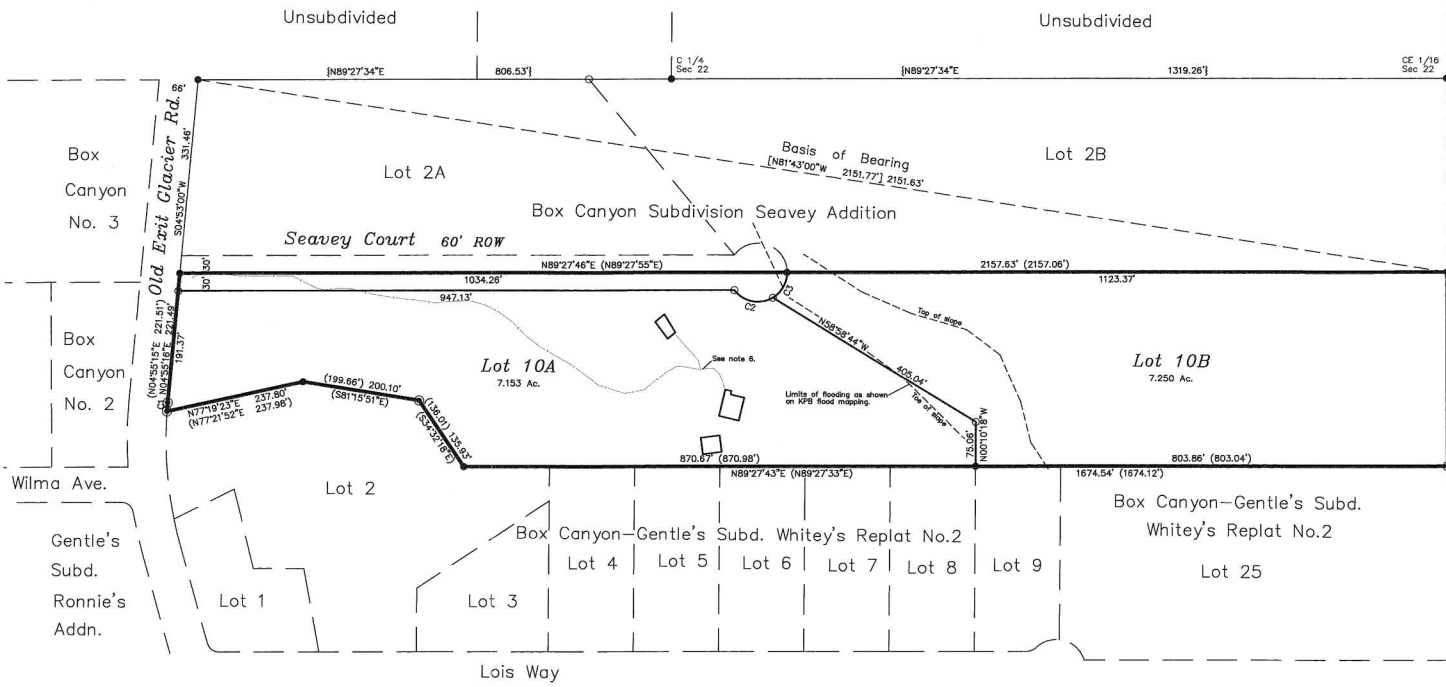 Unsubdivided
Unsubdivided
{N89°27'34"E 806.53'}
C 1/4
Sec 22
{N89°27'34"E 1319.26'}
CE 1/16
Sec 22
66'
Box
Canyon
No. 3
S04°53'00"W 331.46'
Old Exit Glacier Rd.
Lot 2A
Basis of Bearing
[N81°43'00"W 2151.77'] 2151.63'
Lot 2B
Box Canyon Subdivision Seavey Addition
Seavey Court 60' ROW
30'
30'
N89°27'46"E (N89°27'55"E)
2157.63' (2157.06')
1034.26'
1123.37'
947.13'
C2
C3
(N04°55'15"E 221.51')
N04°55'16"E 221.49'
191.37'
Box
Canyon
No. 2
Lot 10A
7.153 Ac.
See note 6.
N58°58'44"W
405.04'
Top of slope
Lot 10B
7.250 Ac.
Limits of flooding as shown
on KPB flood mapping.
Toe of slope
C1
N77°19'23"E 237.80'
(N77°21'52"E 237.98')
(199.66') 200.10'
(S81°15'51"E)
(136.01) 135.93'
(S34°32'18"E)
75.06'
N00°10'18"W
870.67' (870.98')
N89°27'43"E (N89°27'33"E)
803.86' (803.04')
1674.54' (1674.12')
Wilma Ave.
Lot 2
Box Canyon-Gentle's Subd. Whitey's Replat No.2
Box Canyon-Gentle's Subd.
Whitey's Replat No.2
Gentle's
Subd.
Ronnie's
Addn.
Lot 1
Lot 3
Lot 4
Lot 5
Lot 6
Lot 7
Lot 8
Lot 9
Lot 25
Lois Way